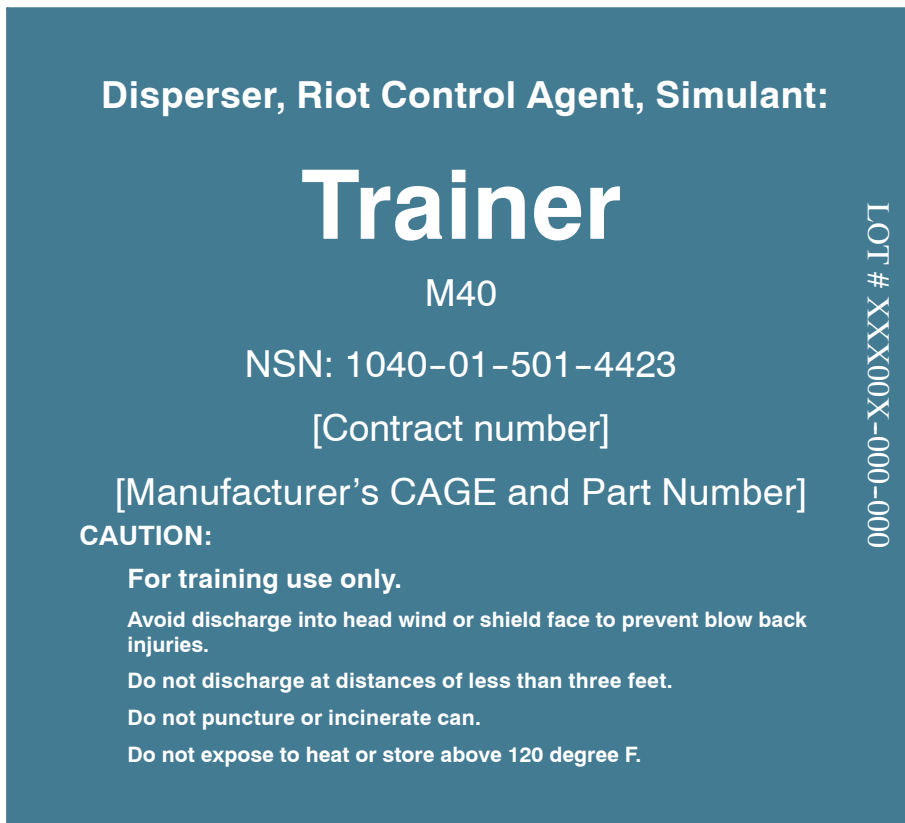 Disperser, Riot Control Agent, Simulant:
Trainer
M40
NSN: 1040-01-501-4423
[Contract number]
[Manufacturer's CAGE and Part Number]
CAUTION:
For training use only.
Avoid discharge into head wind or shield face to prevent blow back
injuries.
Do not discharge at distances of less than three feet.
Do not puncture or incinerate can.
Do not expose to heat or store above 120 degree F.
LOT # XXX00X-000-000